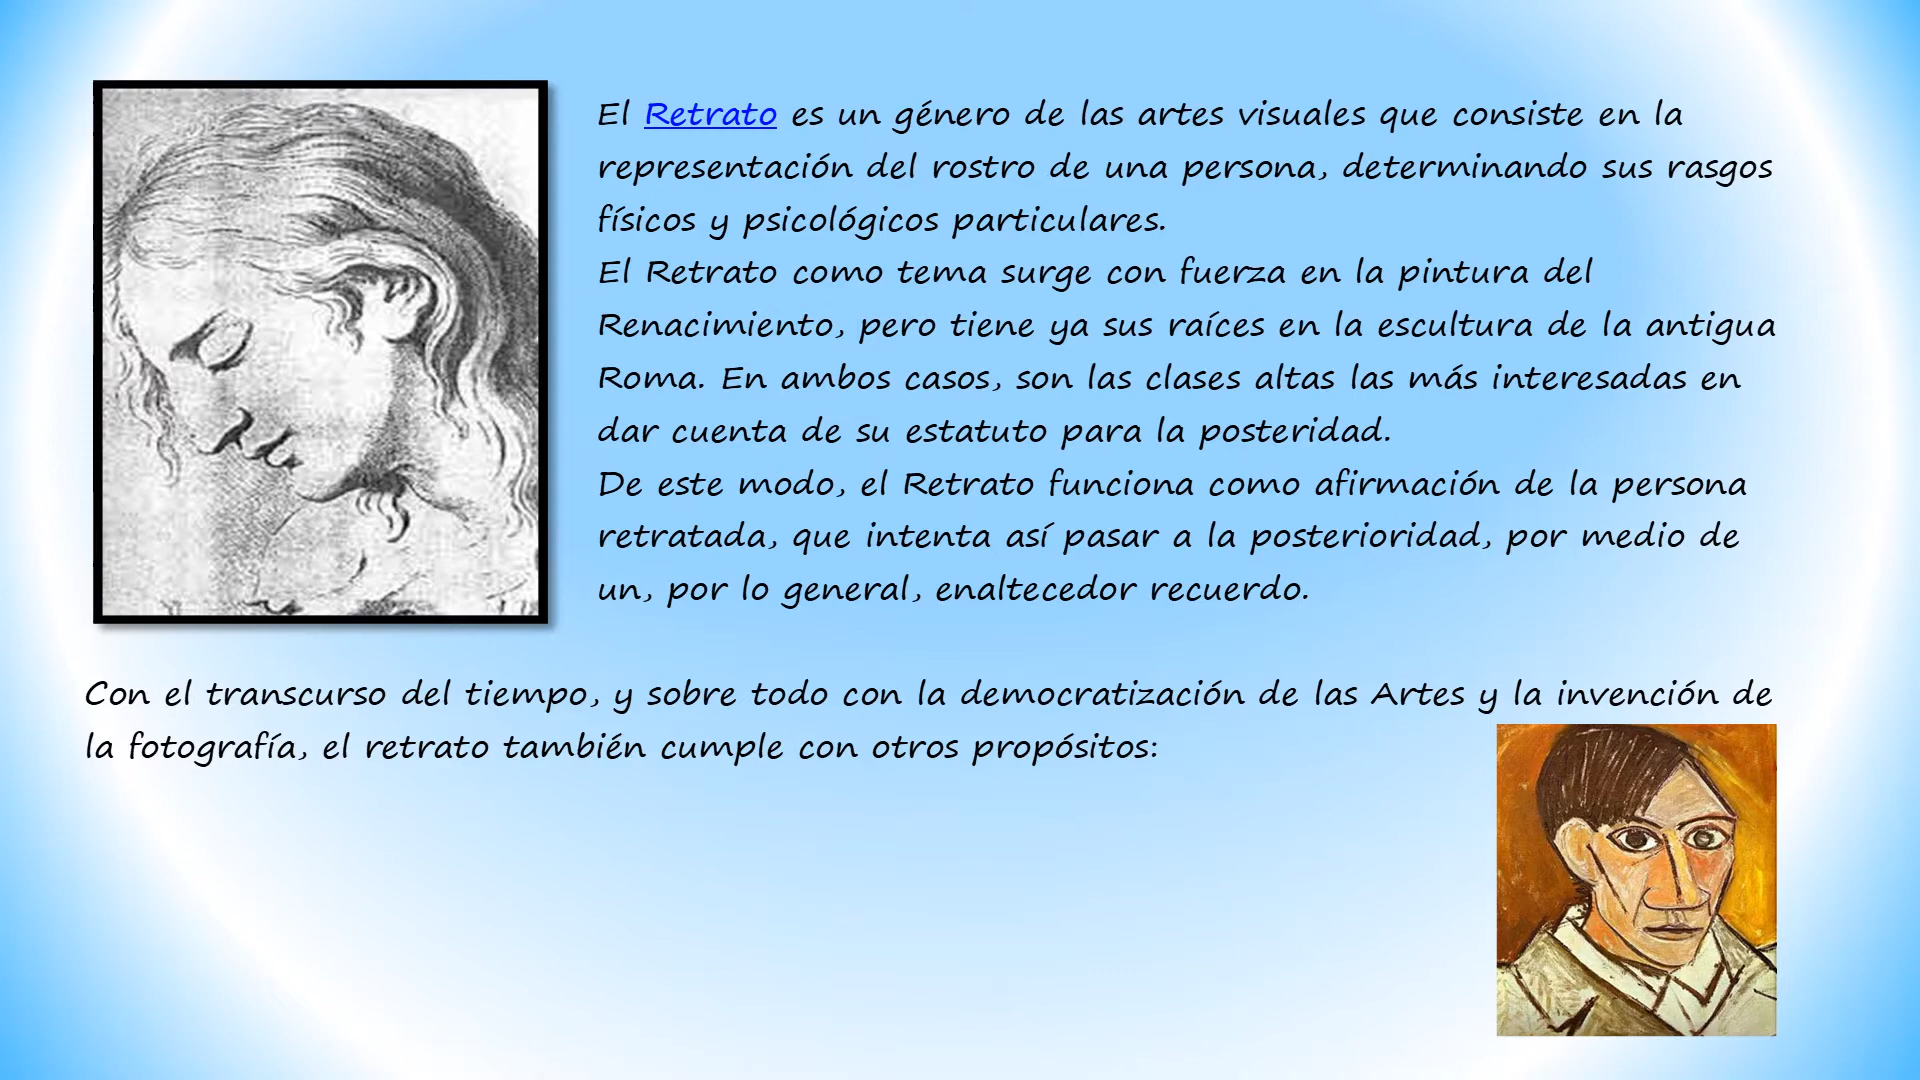 El Retrato es un género de las artes visuales que consiste en la
representación del rostro de una persona, determinando sus rasgos
físicos y psicológicos particulares.
El Retrato como tema surge con fuerza en la pintura del
Renacimiento, pero tiene ya sus raíces en la escultura de la antigua
Roma. En ambos casos, son las clases altas las más interesadas en
dar cuenta de su estatuto para la posteridad.
De este modo, el Retrato funciona como afirmación de la persona
retratada, que intenta así pasar a la posterioridad, por medio de
un, por lo general, enaltecedor recuerdo.
Con el transcurso del tiempo, y sobre todo con la democratización de las Artes y la invención de
la fotografía, el retrato también cumple con otros propósitos: